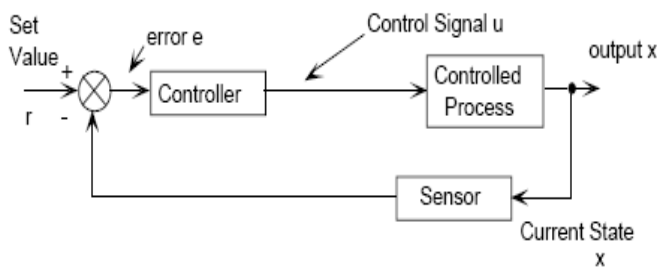 Set
Value
+
r
-
error e
Controller
Control Signal u
Controlled
Process
output x
Sensor
Current State
x